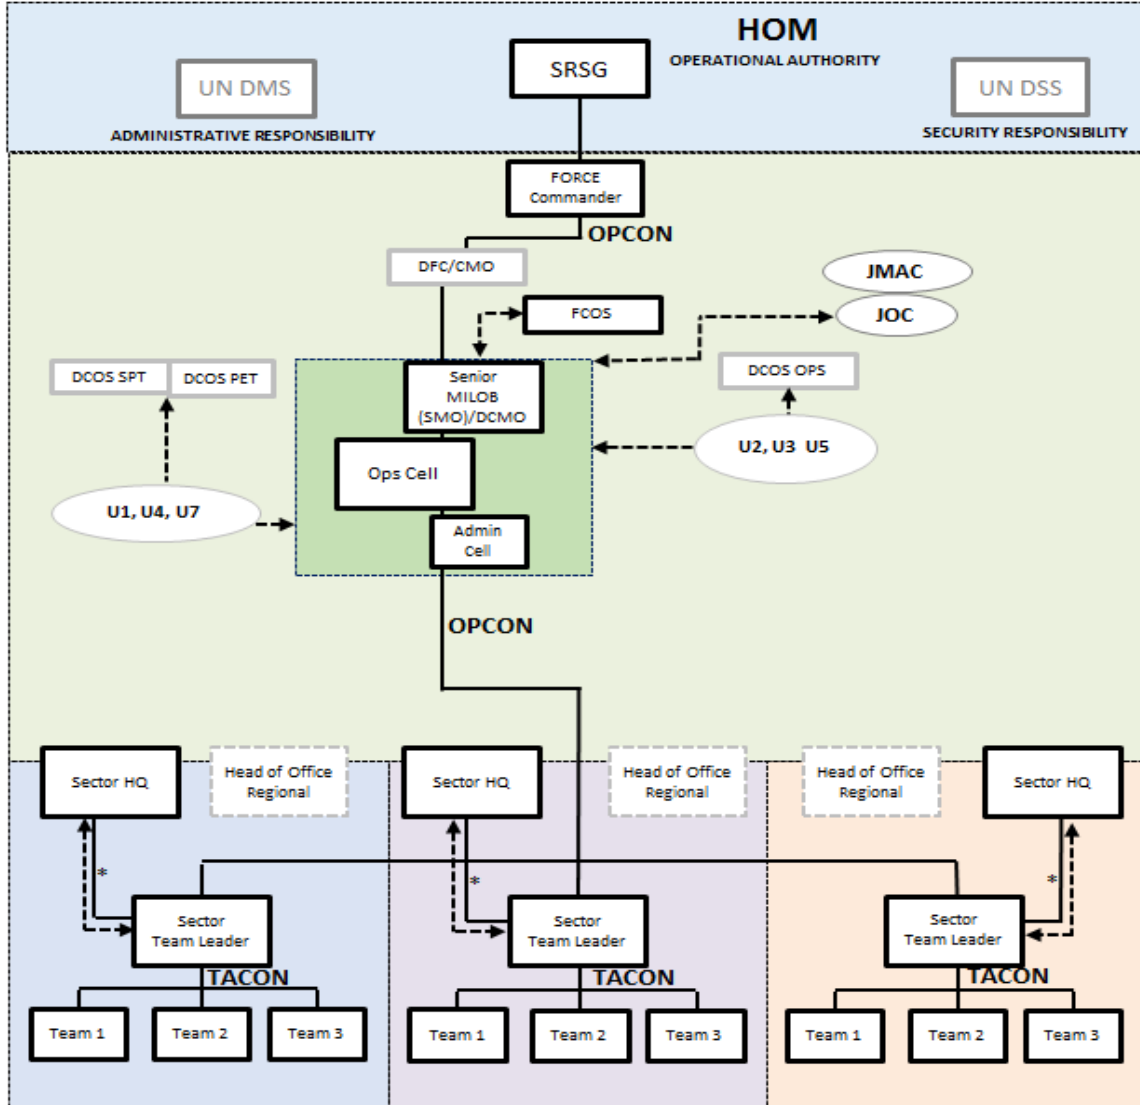 HOM
OPERATIONAL AUTHORITY
SRSG
UN DMS
ADMINISTRATIVE RESPONSIBILITY
UN DSS
SECURITY RESPONSIBILITY
FORCE
Commander
OPCON
DFC/CMO
JMAC
JOC
FCOS
DCOS SPT
DCOS PET
Senior
MILOB
(SMO)/DCMO
DCOS OPS
U2, U3 U5
Ops Cell
U1, U4, U7
Admin
Cell
OPCON
Sector HQ
Head of Office
Regional
Sector HQ
Head of Office
Regional
Head of Office
Regional
Sector HQ
*
*
*
Sector
Team Leader
Sector
Team Leader
Sector
Team Leader
TACON
TACON
TACON
Team 1
Team 2
Team 3
Team 1
Team 2
Team 3
Team 1
Team 2
Team 3